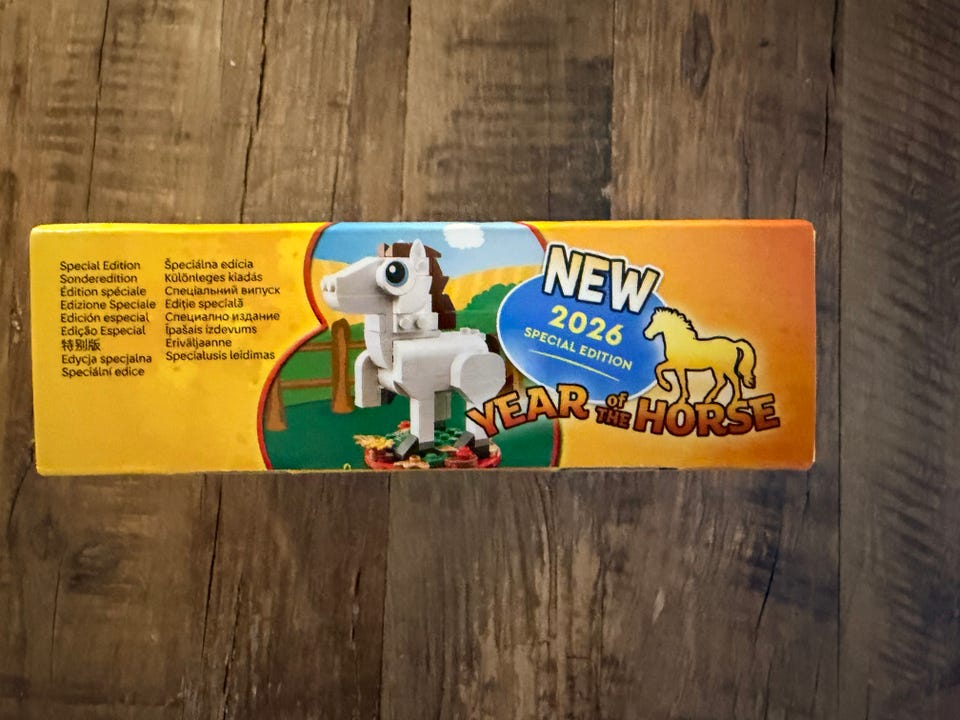 Special Edition
Sonderedition
Édition spéciale
Edizione Speciale
Edición especial
Edição Especial
特别版
Edycja specjalna
Speciální edice
Špeciálna edícia
Különleges kiadás
Спеціальний випуск
Ediție specială
Специално издание
Īpašais izdevums
Eriväljaanne
Specialusis leidimas
NEW
2026
SPECIAL EDITION
YEAR of THE HORSE